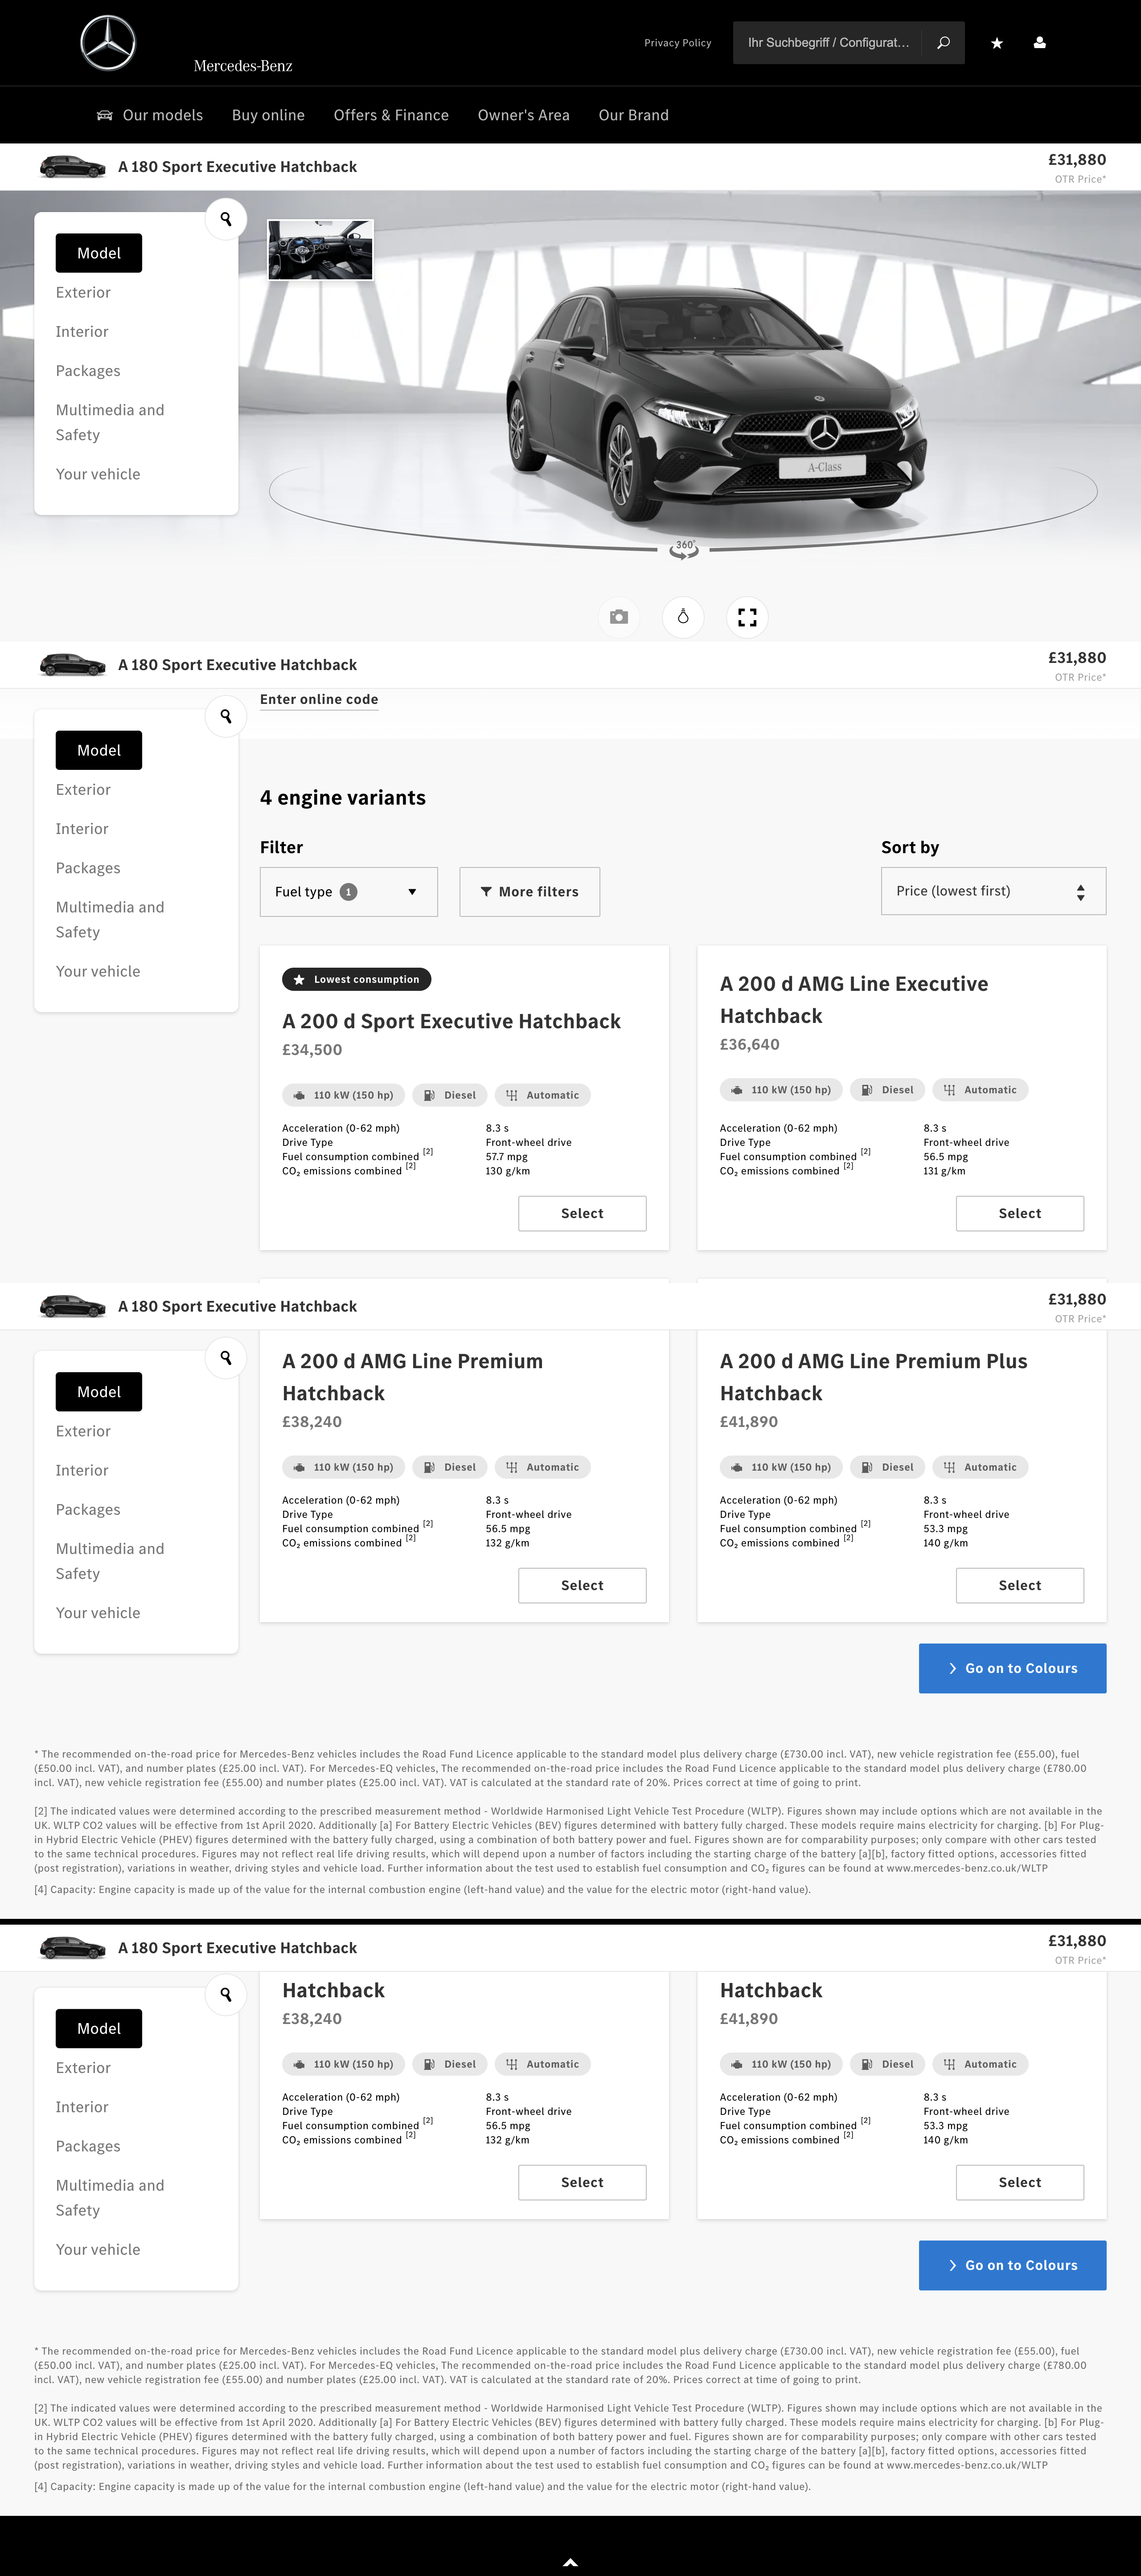 Mercedes-Benz
Privacy Policy
Ihr Suchbegriff / Configurat...
Our models
Buy online
Offers & Finance
Owner's Area
Our Brand
A 180 Sport Executive Hatchback
£31,880
OTR Price*
Model
Exterior
Interior
Packages
Multimedia and
Safety
Your vehicle
A-Class
360°
A 180 Sport Executive Hatchback
£31,880
OTR Price*
Enter online code
Model
Exterior
Interior
Packages
Multimedia and
Safety
Your vehicle
4 engine variants
Filter
Sort by
Fuel type 1
More filters
Price (lowest first)
Lowest consumption
A 200 d Sport Executive Hatchback
£34,500
110 kW (150 hp) Diesel Automatic
Acceleration (0-62 mph) 8.3 s
Drive Type Front-wheel drive
Fuel consumption combined [2] 57.7 mpg
CO₂ emissions combined [2] 130 g/km
Select
A 200 d AMG Line Executive
Hatchback
£36,640
110 kW (150 hp) Diesel Automatic
Acceleration (0-62 mph) 8.3 s
Drive Type Front-wheel drive
Fuel consumption combined [2] 56.5 mpg
CO₂ emissions combined [2] 131 g/km
Select
A 180 Sport Executive Hatchback
£31,880
OTR Price*
Model
Exterior
Interior
Packages
Multimedia and
Safety
Your vehicle
A 200 d AMG Line Premium
Hatchback
£38,240
110 kW (150 hp) Diesel Automatic
Acceleration (0-62 mph) 8.3 s
Drive Type Front-wheel drive
Fuel consumption combined [2] 56.5 mpg
CO₂ emissions combined [2] 132 g/km
Select
A 200 d AMG Line Premium Plus
Hatchback
£41,890
110 kW (150 hp) Diesel Automatic
Acceleration (0-62 mph) 8.3 s
Drive Type Front-wheel drive
Fuel consumption combined [2] 53.3 mpg
CO₂ emissions combined [2] 140 g/km
Select
Go on to Colours
* The recommended on-the-road price for Mercedes-Benz vehicles includes the Road Fund Licence applicable to the standard model plus delivery charge (£730.00 incl. VAT), new vehicle registration fee (£55.00), fuel
(£50.00 incl. VAT), and number plates (£25.00 incl. VAT). For Mercedes-EQ vehicles, The recommended on-the-road price includes the Road Fund Licence applicable to the standard model plus delivery charge (£780.00
incl. VAT), new vehicle registration fee (£55.00) and number plates (£25.00 incl. VAT). VAT is calculated at the standard rate of 20%. Prices correct at time of going to print.
[2] The indicated values were determined according to the prescribed measurement method - Worldwide Harmonised Light Vehicle Test Procedure (WLTP). Figures shown may include options which are not available in the
UK. WLTP CO2 values will be effective from 1st April 2020. Additionally [a] For Battery Electric Vehicles (BEV) figures determined with battery fully charged. These models require mains electricity for charging. [b] For Plug-
in Hybrid Electric Vehicle (PHEV) figures determined with the battery fully charged, using a combination of both battery power and fuel. Figures shown are for comparability purposes; only compare with other cars tested
to the same technical procedures. Figures may not reflect real life driving results, which will depend upon a number of factors including the starting charge of the battery [a][b], factory fitted options, accessories fitted
(post registration), variations in weather, driving styles and vehicle load. Further information about the test used to establish fuel consumption and CO₂ figures can be found at www.mercedes-benz.co.uk/WLTP
[4] Capacity: Engine capacity is made up of the value for the internal combustion engine (left-hand value) and the value for the electric motor (right-hand value).
A 180 Sport Executive Hatchback
£31,880
OTR Price*
Model
Exterior
Interior
Packages
Multimedia and
Safety
Your vehicle
Hatchback
£38,240
110 kW (150 hp) Diesel Automatic
Acceleration (0-62 mph) 8.3 s
Drive Type Front-wheel drive
Fuel consumption combined [2] 56.5 mpg
CO₂ emissions combined [2] 132 g/km
Select
Hatchback
£41,890
110 kW (150 hp) Diesel Automatic
Acceleration (0-62 mph) 8.3 s
Drive Type Front-wheel drive
Fuel consumption combined [2] 53.3 mpg
CO₂ emissions combined [2] 140 g/km
Select
Go on to Colours
* The recommended on-the-road price for Mercedes-Benz vehicles includes the Road Fund Licence applicable to the standard model plus delivery charge (£730.00 incl. VAT), new vehicle registration fee (£55.00), fuel
(£50.00 incl. VAT), and number plates (£25.00 incl. VAT). For Mercedes-EQ vehicles, The recommended on-the-road price includes the Road Fund Licence applicable to the standard model plus delivery charge (£780.00
incl. VAT), new vehicle registration fee (£55.00) and number plates (£25.00 incl. VAT). VAT is calculated at the standard rate of 20%. Prices correct at time of going to print.
[2] The indicated values were determined according to the prescribed measurement method - Worldwide Harmonised Light Vehicle Test Procedure (WLTP). Figures shown may include options which are not available in the
UK. WLTP CO2 values will be effective from 1st April 2020. Additionally [a] For Battery Electric Vehicles (BEV) figures determined with battery fully charged. These models require mains electricity for charging. [b] For Plug-
in Hybrid Electric Vehicle (PHEV) figures determined with the battery fully charged, using a combination of both battery power and fuel. Figures shown are for comparability purposes; only compare with other cars tested
to the same technical procedures. Figures may not reflect real life driving results, which will depend upon a number of factors including the starting charge of the battery [a][b], factory fitted options, accessories fitted
(post registration), variations in weather, driving styles and vehicle load. Further information about the test used to establish fuel consumption and CO₂ figures can be found at www.mercedes-benz.co.uk/WLTP
[4] Capacity: Engine capacity is made up of the value for the internal combustion engine (left-hand value) and the value for the electric motor (right-hand value).